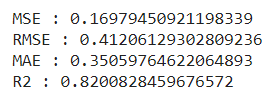 MSE : 0.16979450921198339
RMSE : 0.41206129302809236
MAE : 0.35059764622064893
R2 : 0.8200828459676572